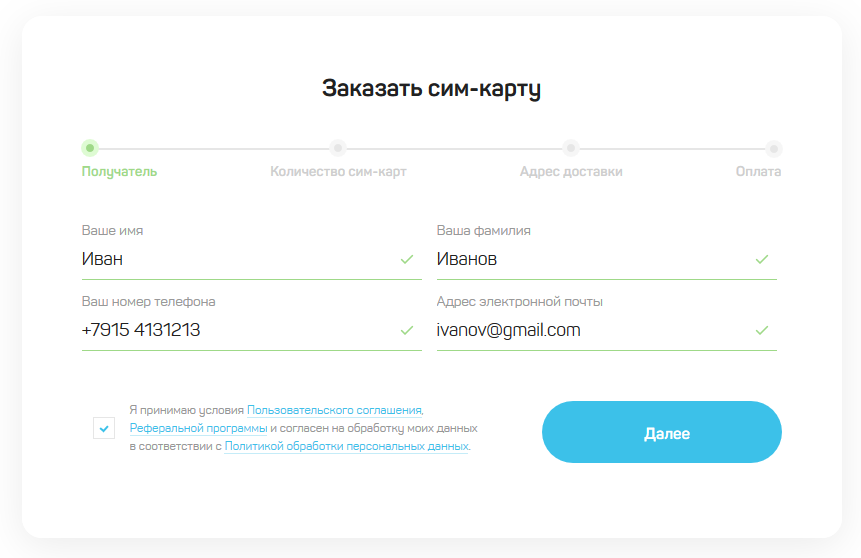 Заказать сим-карту
Получатель Количество сим-карт Адрес доставки Оплата
Ваше имя Ваша фамилия
Иван Иванов
Ваш номер телефона Адрес электронной почты
+7915 4131213 ivanov@gmail.com
Я принимаю условия Пользовательского соглашения,
Реферальной программы и согласен на обработку моих данных
в соответствии с Политикой обработки персональных данных.
Далее